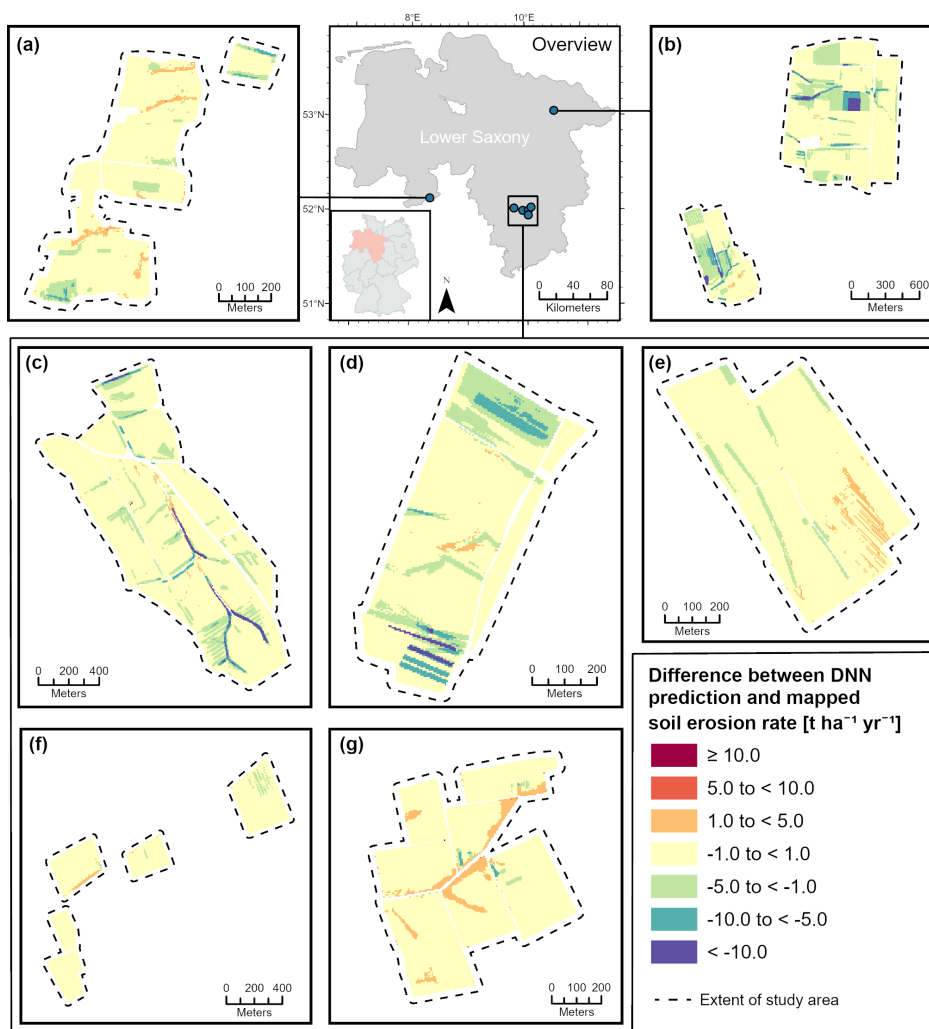 (a)
0 100 200
Meters
8°E 10°E
Overview
53°N
52°N
51°N
Lower Saxony
N
0 40 80
Kilometers
(b)
0 300 600
Meters
(c)
0 200 400
Meters
(d)
0 100 200
Meters
(e)
0 100 200
Meters
(f)
0 200 400
Meters
(g)
0 100 200
Meters
Difference between DNN
prediction and mapped
soil erosion rate [t ha⁻¹ yr⁻¹]
≥ 10.0
5.0 to < 10.0
1.0 to < 5.0
-1.0 to < 1.0
-5.0 to < -1.0
-10.0 to < -5.0
< -10.0
Extent of study area